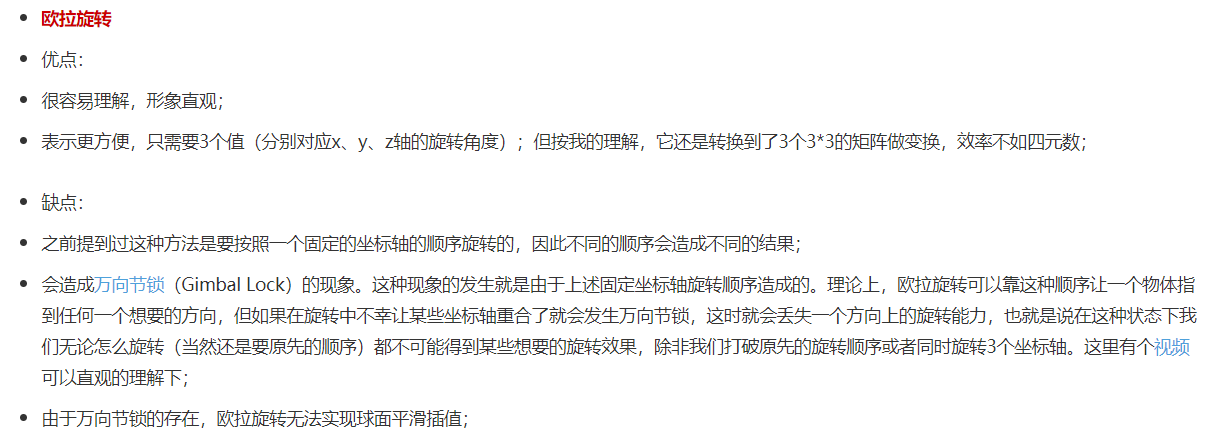 欧拉旋转
优点：
很容易理解，形象直观；
表示更方便，只需要3个值（分别对应x、y、z轴的旋转角度）；但按我的理解，它还是转换到了3个3*3的矩阵做变换，效率不如四元数；
缺点：
之前提到过这种方法是要按照一个固定的坐标轴的顺序旋转的，因此不同的顺序会造成不同的结果；
会造成万向节锁（Gimbal Lock）的现象。这种现象的发生就是由于上述固定坐标轴旋转顺序造成的。理论上，欧拉旋转可以靠这种顺序让一个物体指
到任何一个想要的方向，但如果在旋转中不幸让某些坐标轴重合了就会发生万向节锁，这时就会丢失一个方向上的旋转能力，也就是说在这种状态下我
们无论怎么旋转（当然还是要原先的顺序）都不可能得到某些想要的旋转效果，除非我们打破原先的旋转顺序或者同时旋转3个坐标轴。这里有个视频
可以直观的理解下；
由于万向节锁的存在，欧拉旋转无法实现球面平滑插值；